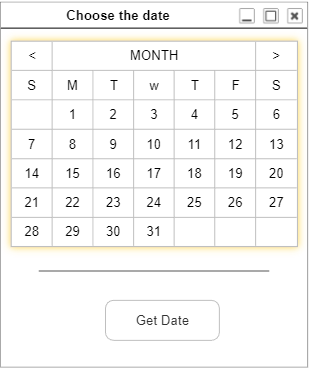 Choose the date
< MONTH >
S M T w T F S
1 2 3 4 5 6
7 8 9 10 11 12 13
14 15 16 17 18 19 20
21 22 23 24 25 26 27
28 29 30 31
Get Date